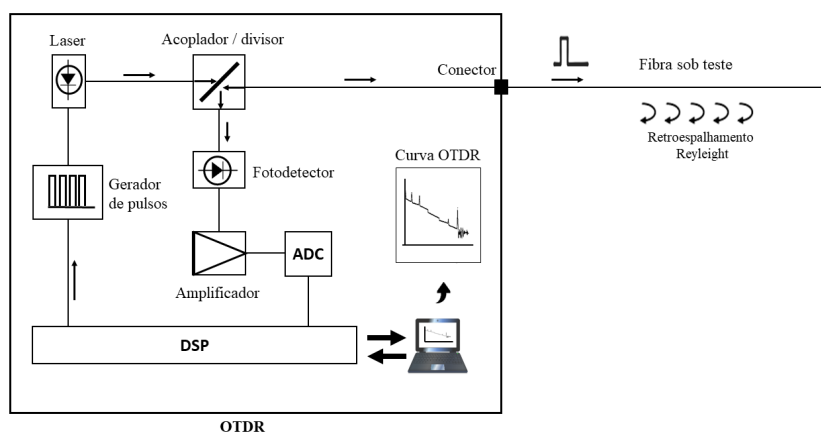 Laser
Acoplador / divisor
Conector
Fibra sob teste
Retroespalhamento
Reyleight
Curva OTDR
Gerador
de pulsos
Fotodetector
Amplificador
ADC
DSP
OTDR